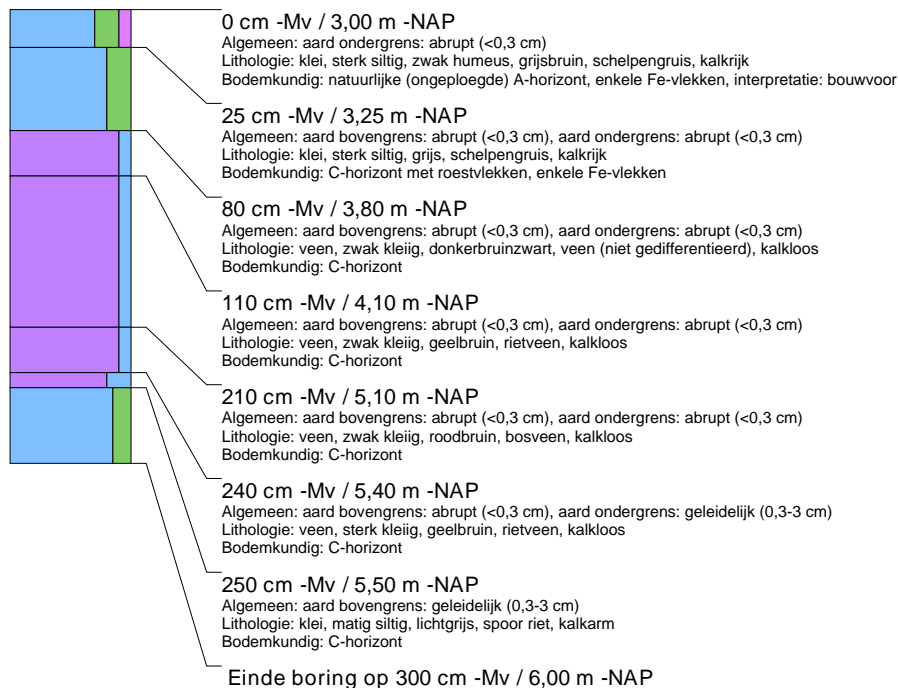 0 cm -Mv / 3,00 m -NAP
Algemeen: aard ondergrens: abrupt (<0,3 cm)
Lithologie: klei, sterk siltig, zwak humeus, grijsbruin, schelpengruis, kalkrijk
Bodemkundig: natuurlijke (ongeploegde) A-horizont, enkele Fe-vlekken, interpretatie: bouwvoor
25 cm -Mv / 3,25 m -NAP
Algemeen: aard bovengrens: abrupt (<0,3 cm), aard ondergrens: abrupt (<0,3 cm)
Lithologie: klei, sterk siltig, grijs, schelpengruis, kalkrijk
Bodemkundig: C-horizont met roestvlekken, enkele Fe-vlekken
80 cm -Mv / 3,80 m -NAP
Algemeen: aard bovengrens: abrupt (<0,3 cm), aard ondergrens: abrupt (<0,3 cm)
Lithologie: veen, zwak kleiig, donkerbruinzwart, veen (niet gedifferentieerd), kalkloos
Bodemkundig: C-horizont
110 cm -Mv / 4,10 m -NAP
Algemeen: aard bovengrens: abrupt (<0,3 cm), aard ondergrens: abrupt (<0,3 cm)
Lithologie: veen, zwak kleiig, geelbruin, rietveen, kalkloos
Bodemkundig: C-horizont
210 cm -Mv / 5,10 m -NAP
Algemeen: aard bovengrens: abrupt (<0,3 cm), aard ondergrens: abrupt (<0,3 cm)
Lithologie: veen, zwak kleiig, roodbruin, bosveen, kalkloos
Bodemkundig: C-horizont
240 cm -Mv / 5,40 m -NAP
Algemeen: aard bovengrens: abrupt (<0,3 cm), aard ondergrens: geleidelijk (0,3-3 cm)
Lithologie: veen, sterk kleiig, geelbruin, rietveen, kalkloos
Bodemkundig: C-horizont
250 cm -Mv / 5,50 m -NAP
Algemeen: aard bovengrens: geleidelijk (0,3-3 cm)
Lithologie: klei, matig siltig, lichtgrijs, spoor riet, kalkarm
Bodemkundig: C-horizont
Einde boring op 300 cm -Mv / 6,00 m -NAP